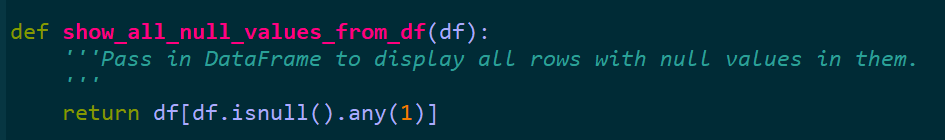 def show_all_null_values_from_df(df):
    '''Pass in DataFrame to display all rows with null values in them.
    '''
    return df[df.isnull().any(1)]